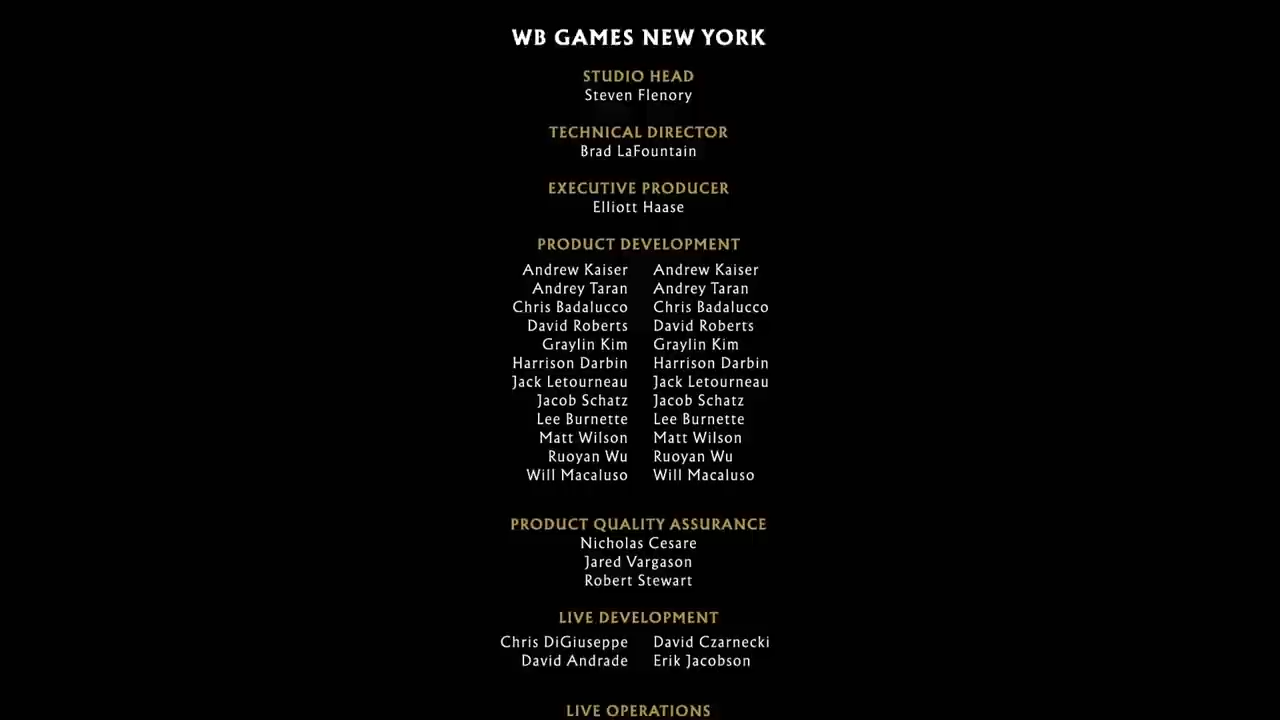 WB GAMES NEW YORK
STUDIO HEAD
Steven Flenory
TECHNICAL DIRECTOR
Brad LaFountain
EXECUTIVE PRODUCER
Elliott Haase
PRODUCT DEVELOPMENT
Andrew Kaiser Andrew Kaiser
Andrey Taran Andrey Taran
Chris Badalucco Chris Badalucco
David Roberts David Roberts
Graylin Kim Graylin Kim
Harrison Darbin Harrison Darbin
Jack Letourneau Jack Letourneau
Jacob Schatz Jacob Schatz
Lee Burnette Lee Burnette
Matt Wilson Matt Wilson
Ruoyan Wu Ruoyan Wu
Will Macaluso Will Macaluso
PRODUCT QUALITY ASSURANCE
Nicholas Cesare
Jared Vargason
Robert Stewart
LIVE DEVELOPMENT
Chris DiGiuseppe David Czarnecki
David Andrade Erik Jacobson
LIVE OPERATIONS